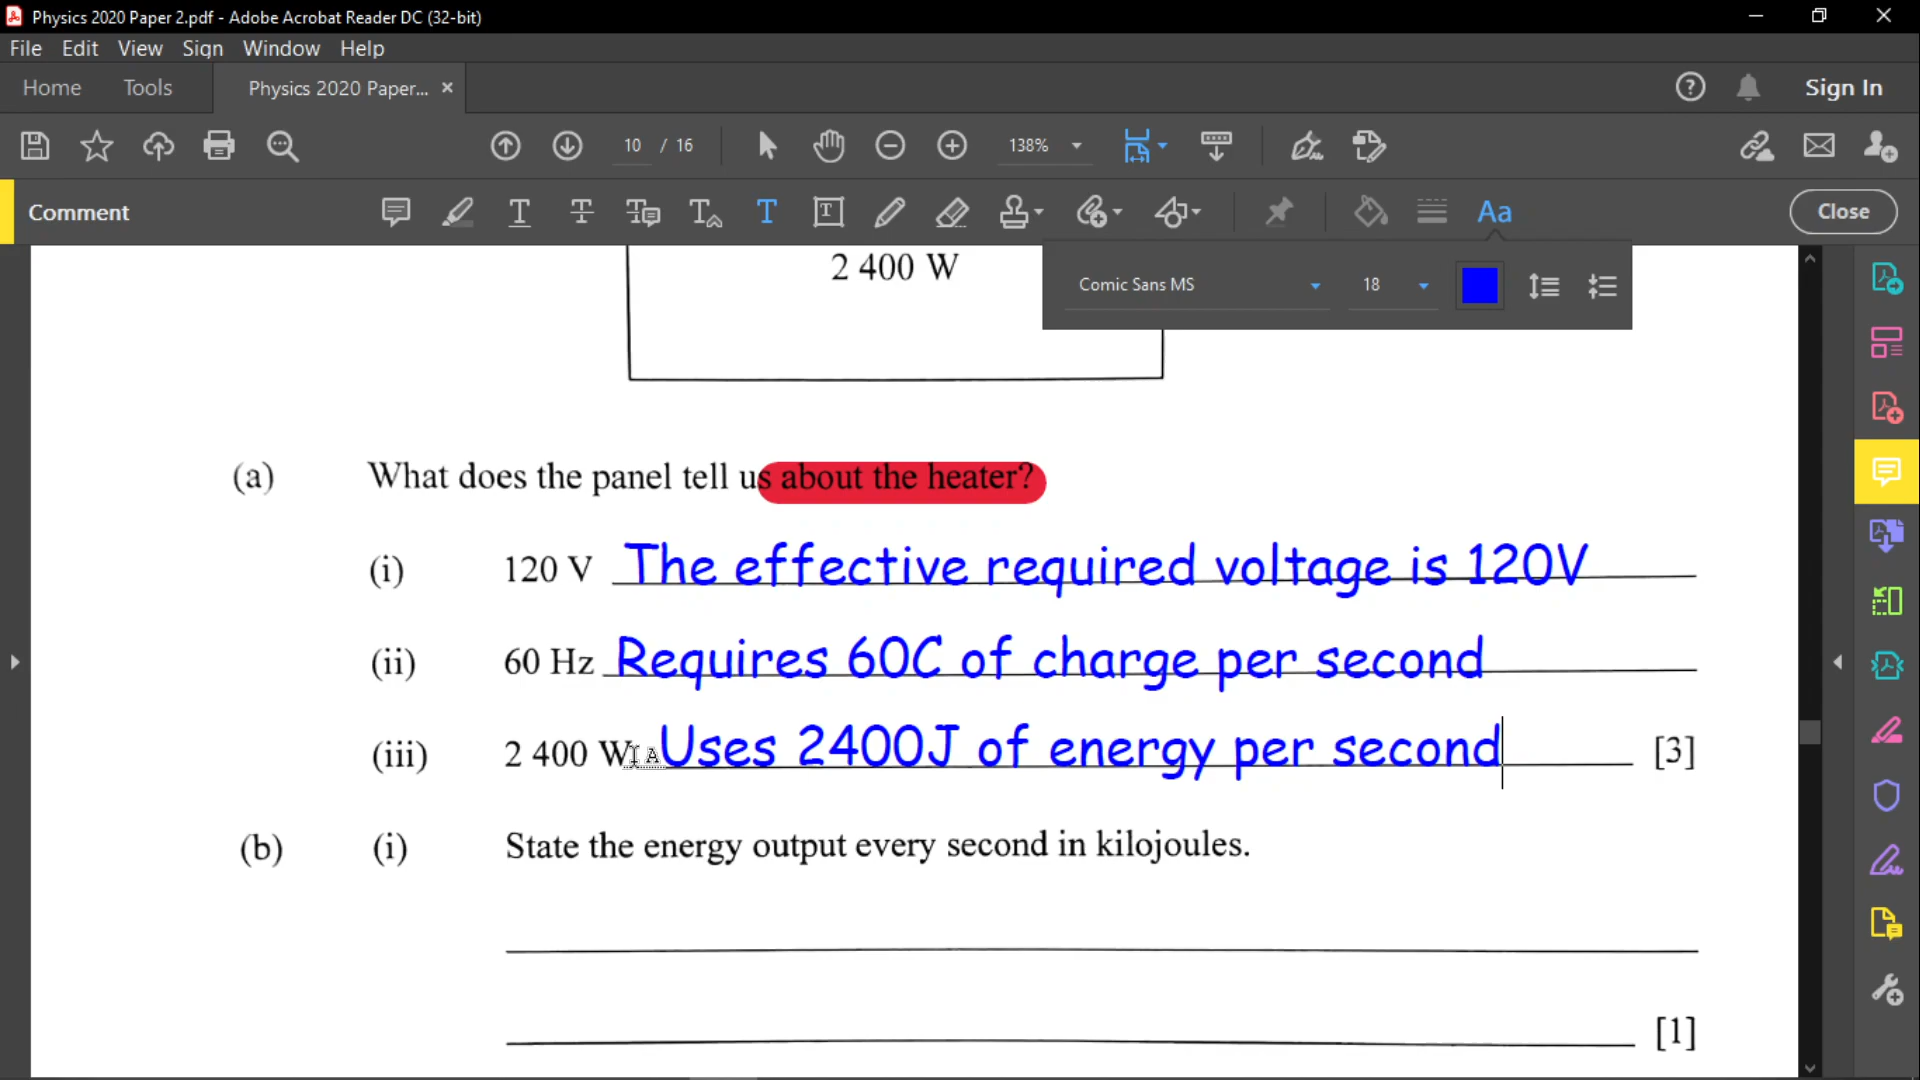 Physics 2020 Paper 2.pdf - Adobe Acrobat Reader DC (32-bit)
File Edit View Sign Window Help
Home Tools Physics 2020 Paper... × Sign In
10 / 16 138%
Comment Close
Comic Sans MS 18
2 400 W
(a) What does the panel tell us about the heater?
(i) 120 V The effective required voltage is 120V
(ii) 60 Hz Requires 60C of charge per second
(iii) 2 400 W Uses 2400J of energy per second [3]
(b) (i) State the energy output every second in kilojoules.
[1]